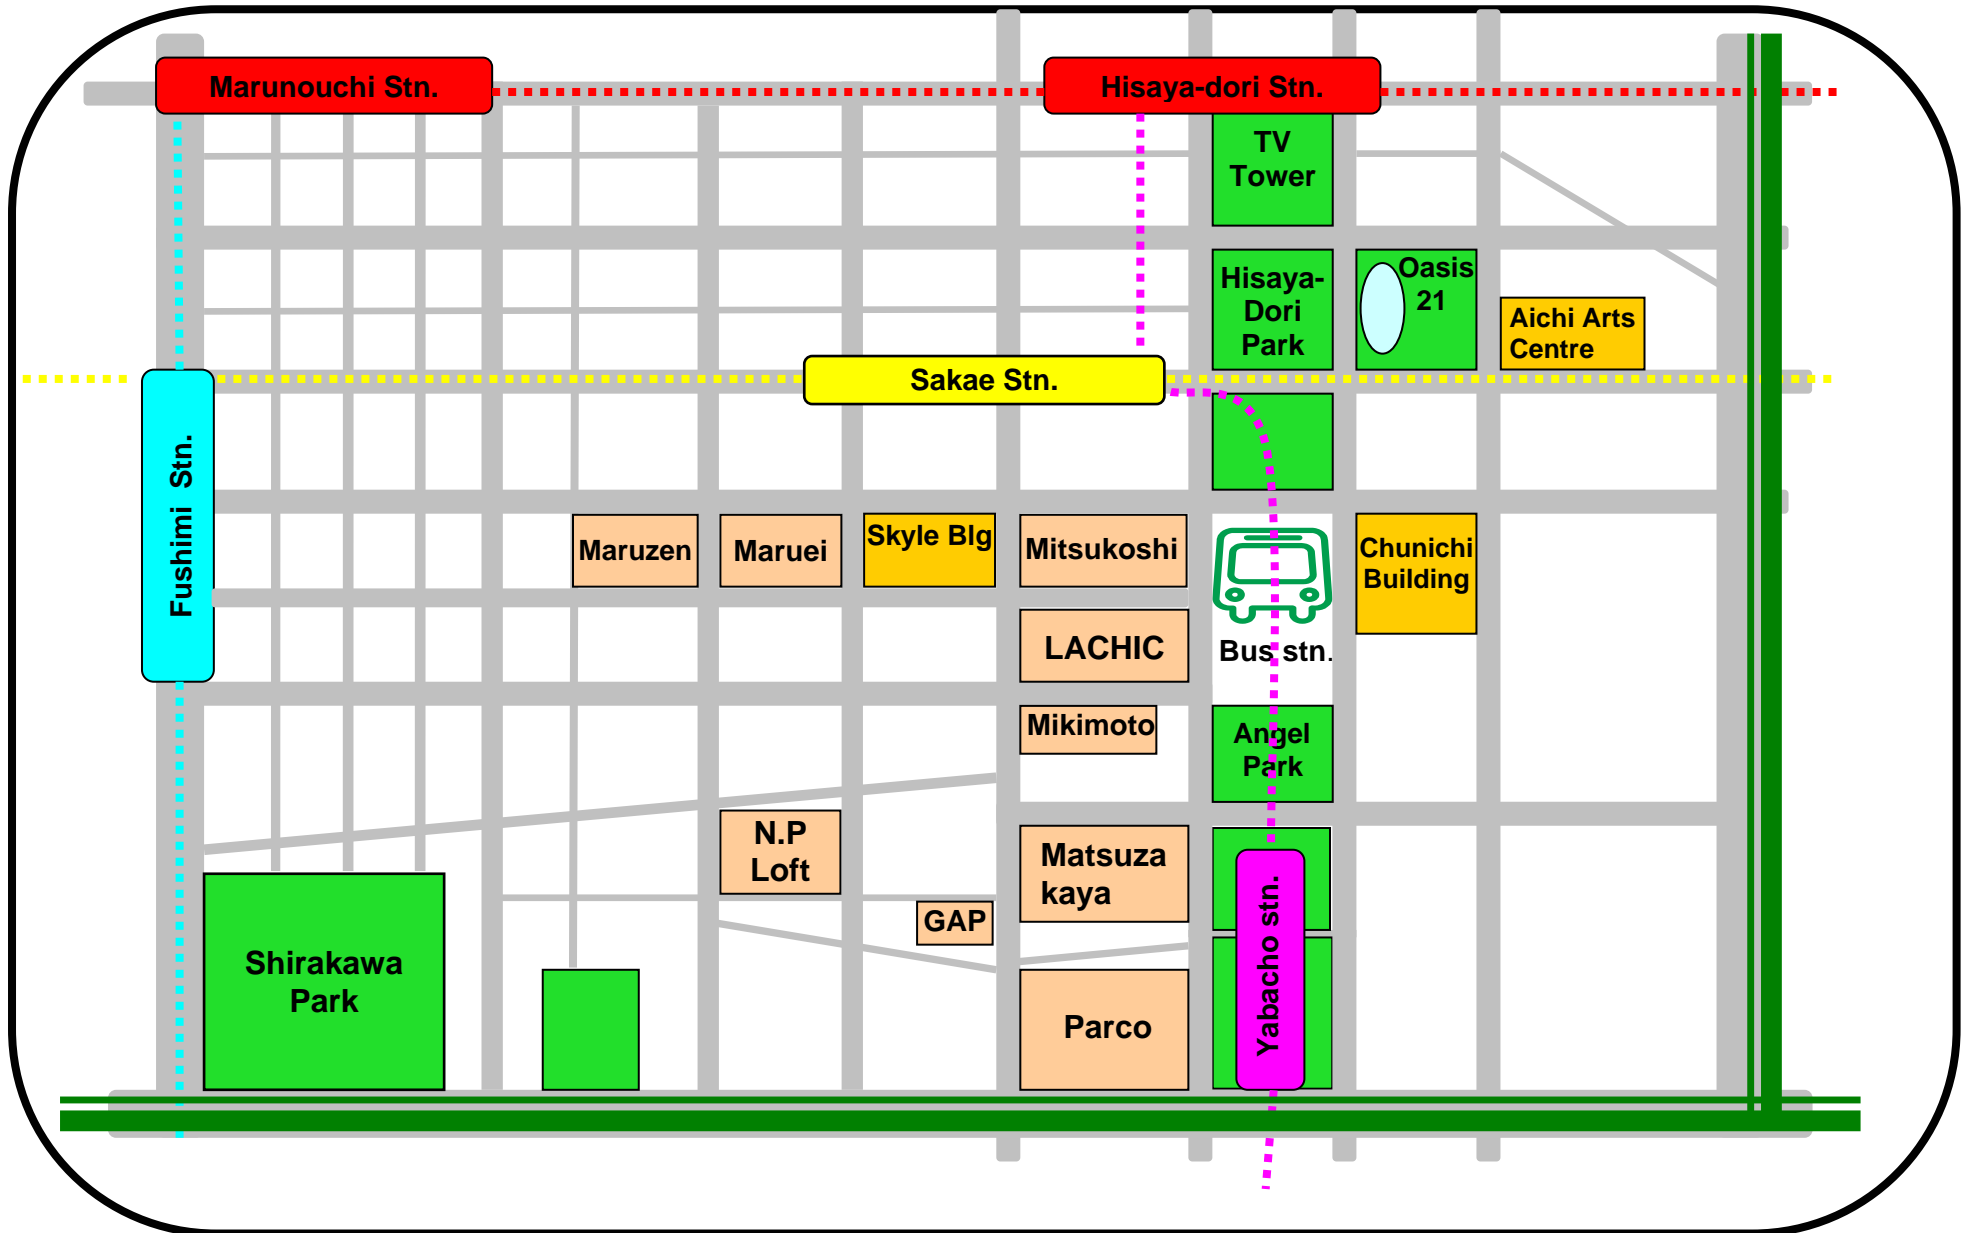 Marunouchi Stn.
Hisaya-dori Stn.
TV
Tower
Hisaya-
Dori
Park
Oasis
21
Aichi Arts
Centre
Sakae Stn.
Fushimi Stn.
Maruzen
Maruei
Skyle Blg
Mitsukoshi
Chunichi
Building
LACHIC
Bus stn.
Mikimoto
Angel
Park
N.P
Loft
Matsuza
kaya
GAP
Yabacho stn.
Shirakawa
Park
Parco